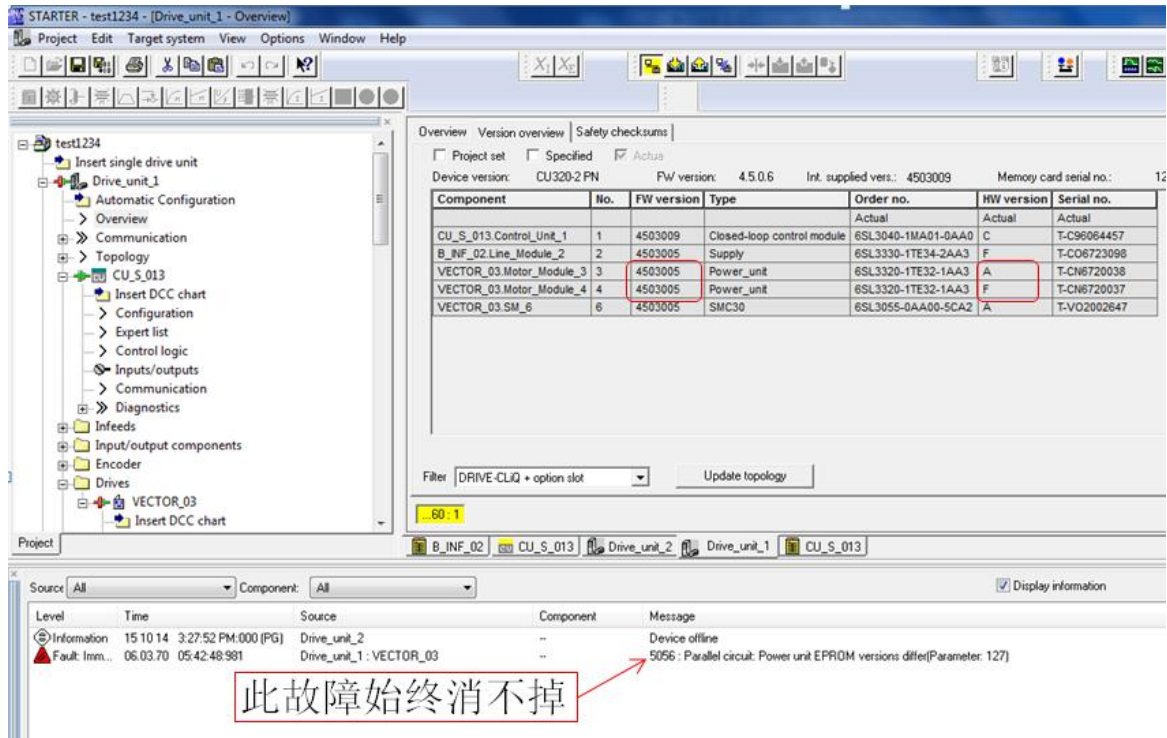 STARTER - test1234 - [Drive_unit_1 - Overview]
Project Edit Target system View Options Window Help
test1234
Insert single drive unit
Drive_unit_1
Automatic Configuration
Overview
Communication
Topology
CU_S_013
Insert DCC chart
Configuration
Expert list
Control logic
Inputs/outputs
Communication
Diagnostics
Infeeds
Input/output components
Encoder
Drives
VECTOR_03
Insert DCC chart
Project
Overview Version overview Safety checksums
Project set Specified Actua
Device version: CU320-2 PN FW version: 4.5.0.6 Int. supplied vers.: 4503009 Memory card serial no.: 12
Component No. FW version Type Order no. HW version Serial no.
Actual Actual Actual
CU_S_013.Control_Unit_1 1 4503009 Closed-loop control module 6SL3040-1MA01-0AA0 C T-C96064457
B_INF_02.Line_Module_2 2 4503005 Supply 6SL3330-1TE34-2AA3 F T-CO6723098
VECTOR_03.Motor_Module_3 3 4503005 Power_unit 6SL3320-1TE32-1AA3 A T-CN6720038
VECTOR_03.Motor_Module_4 4 4503005 Power_unit 6SL3320-1TE32-1AA3 F T-CN6720037
VECTOR_03.SM_6 6 4503005 SMC30 6SL3055-0AA00-5CA2 A T-VO2002647
Filter DRIVE-CLiQ + option slot Update topology
...60 : 1
B_INF_02 CU_S_013 Drive_unit_2 Drive_unit_1 CU_S_013
Source All Component: All Display information
Level Time Source Component Message
Information 15 10 14 3:27:52 PM:000 (PG) Drive_unit_2 -- Device offline
Fault: Imm... 06.03.70 05:42:48:981 Drive_unit_1 : VECTOR_03 -- 5056 : Parallel circuit: Power unit EPROM versions differ(Parameter: 127)
此故障始终消不掉